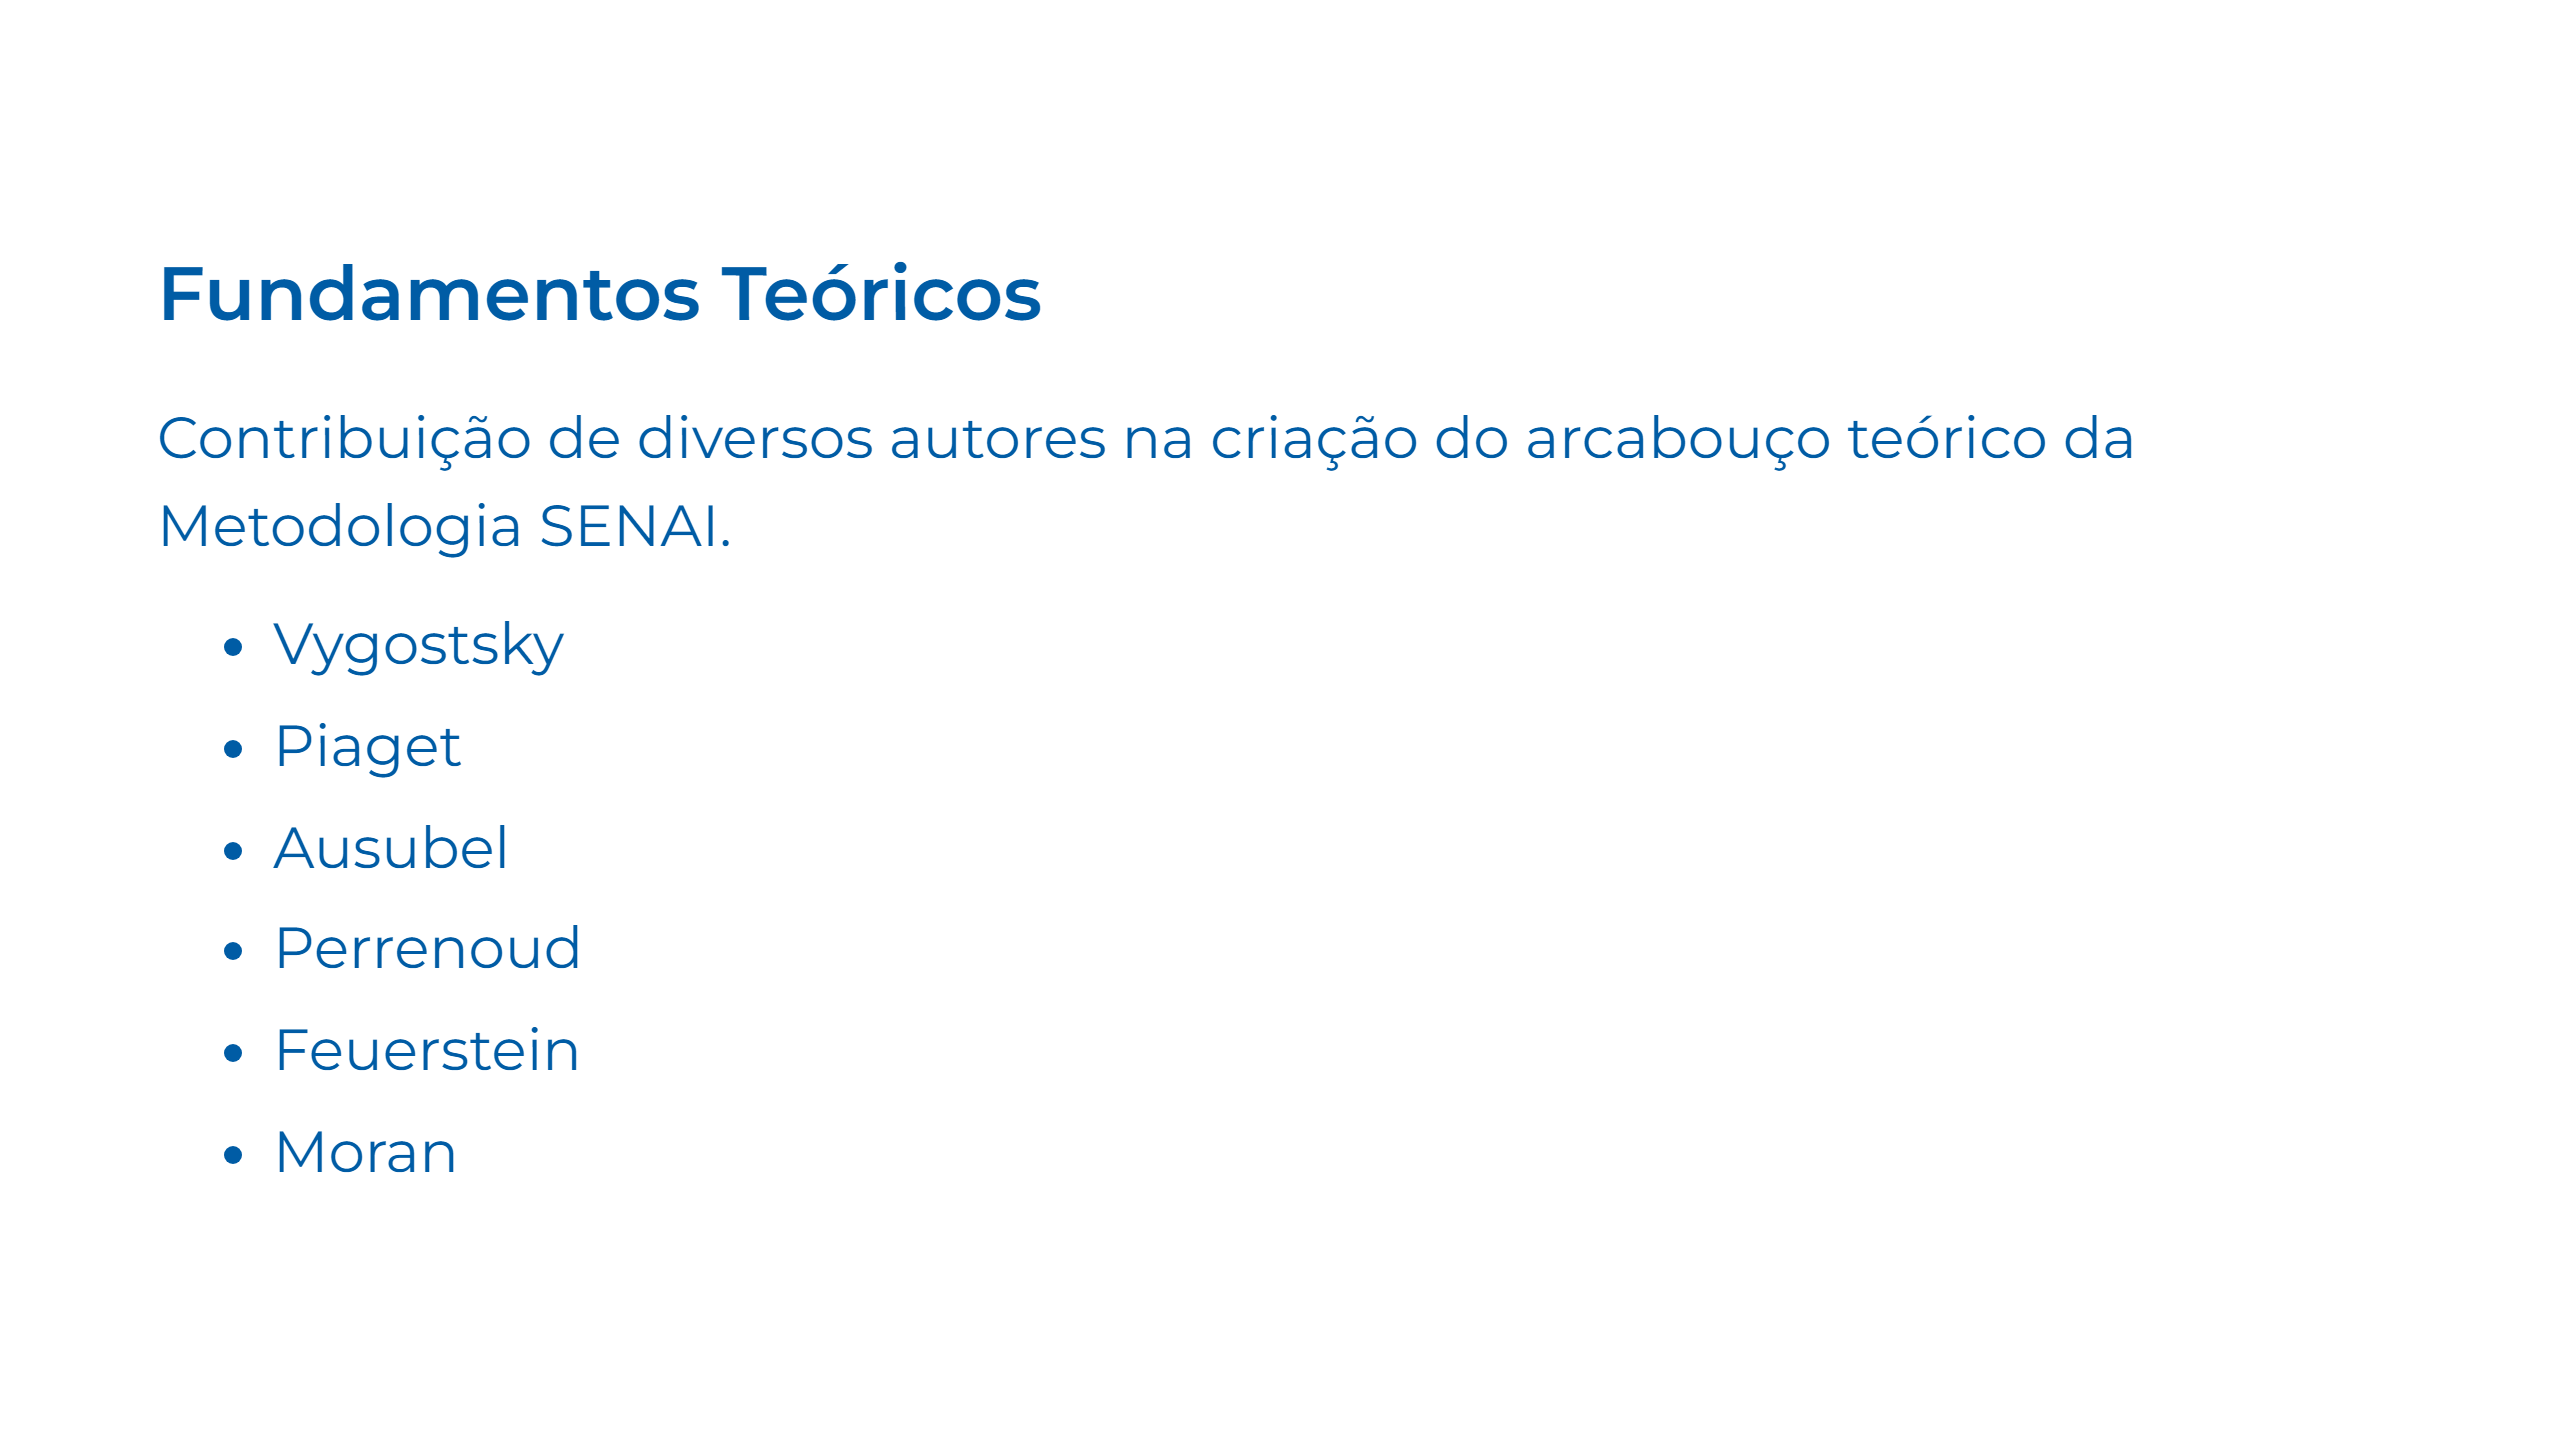 Fundamentos Teóricos
Contribuição de diversos autores na criação do arcabouço teórico da
Metodologia SENAI.
• Vygostsky
• Piaget
• Ausubel
• Perrenoud
• Feuerstein
• Moran